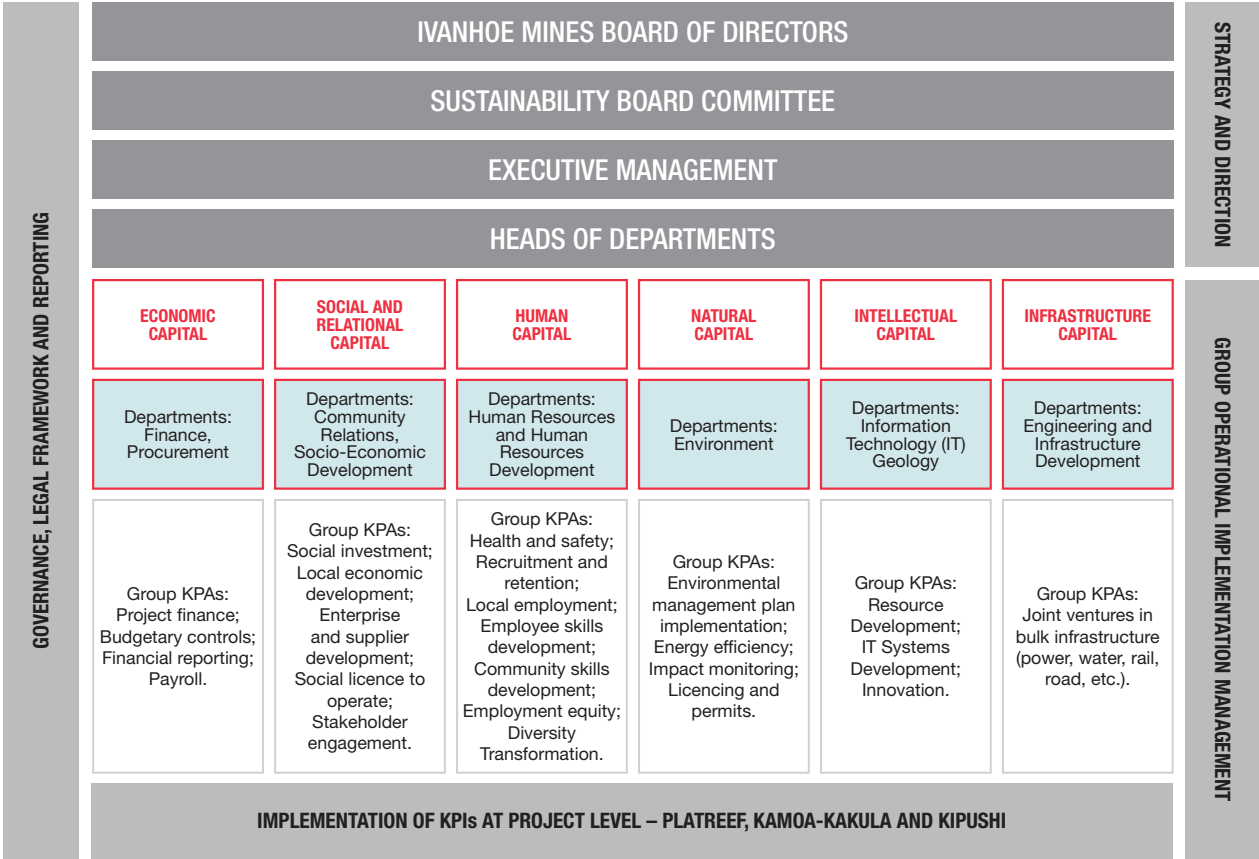 GOVERNANCE, LEGAL FRAMEWORK AND REPORTING
IVANHOE MINES BOARD OF DIRECTORS
SUSTAINABILITY BOARD COMMITTEE
EXECUTIVE MANAGEMENT
HEADS OF DEPARTMENTS
STRATEGY AND DIRECTION
ECONOMIC
CAPITAL
SOCIAL AND
RELATIONAL
CAPITAL
HUMAN
CAPITAL
NATURAL
CAPITAL
INTELLECTUAL
CAPITAL
INFRASTRUCTURE
CAPITAL
Departments:
Finance,
Procurement
Departments:
Community
Relations,
Socio-Economic
Development
Departments:
Human Resources
and Human
Resources
Development
Departments:
Environment
Departments:
Information
Technology (IT)
Geology
Departments:
Engineering and
Infrastructure
Development
Group KPAs:
Project finance;
Budgetary controls;
Financial reporting;
Payroll.
Group KPAs:
Social investment;
Local economic
development;
Enterprise
and supplier
development;
Social licence to
operate;
Stakeholder
engagement.
Group KPAs:
Health and safety;
Recruitment and
retention;
Local employment;
Employee skills
development;
Community skills
development;
Employment equity;
Diversity
Transformation.
Group KPAs:
Environmental
management plan
implementation;
Energy efficiency;
Impact monitoring;
Licencing and
permits.
Group KPAs:
Resource
Development;
IT Systems
Development;
Innovation.
Group KPAs:
Joint ventures in
bulk infrastructure
(power, water, rail,
road, etc.).
GROUP OPERATIONAL IMPLEMENTATION MANAGEMENT
IMPLEMENTATION OF KPIs AT PROJECT LEVEL – PLATREEF, KAMOA-KAKULA AND KIPUSHI